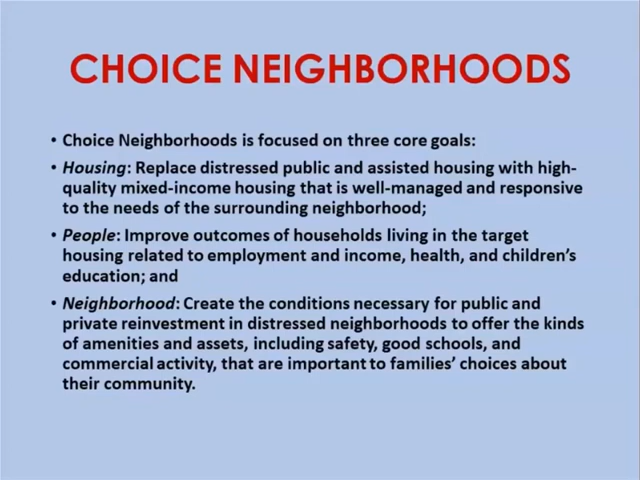 CHOICE NEIGHBORHOODS
• Choice Neighborhoods is focused on three core goals:
• Housing: Replace distressed public and assisted housing with high-
quality mixed-income housing that is well-managed and responsive
to the needs of the surrounding neighborhood;
• People: Improve outcomes of households living in the target
housing related to employment and income, health, and children's
education; and
• Neighborhood: Create the conditions necessary for public and
private reinvestment in distressed neighborhoods to offer the kinds
of amenities and assets, including safety, good schools, and
commercial activity, that are important to families' choices about
their community.